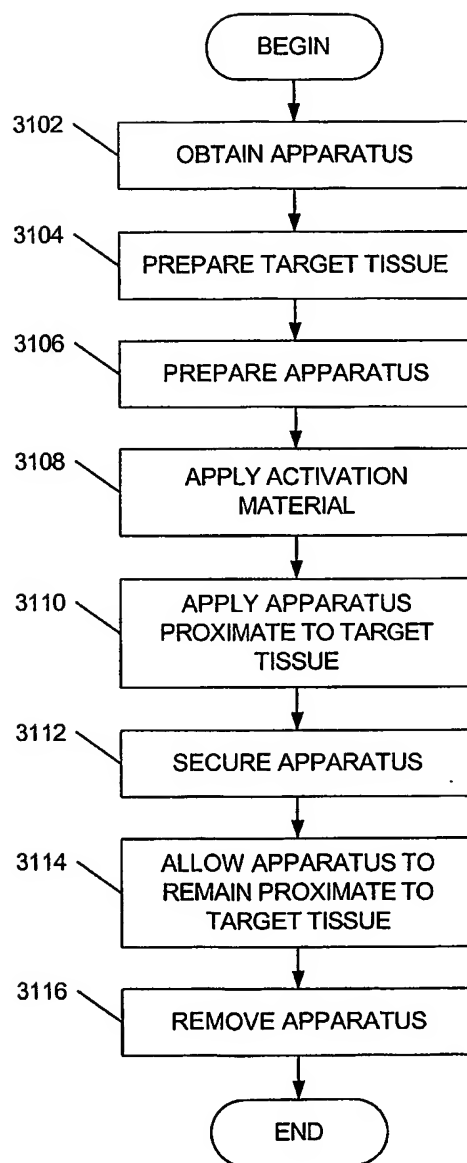 BEGIN
3102
OBTAIN APPARATUS
3104
PREPARE TARGET TISSUE
3106
PREPARE APPARATUS
3108
APPLY ACTIVATION
MATERIAL
3110
APPLY APPARATUS
PROXIMATE TO TARGET
TISSUE
3112
SECURE APPARATUS
3114
ALLOW APPARATUS TO
REMAIN PROXIMATE TO
TARGET TISSUE
3116
REMOVE APPARATUS
END